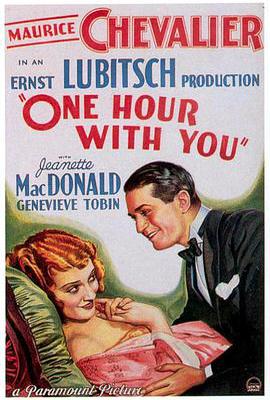 MAURICE CHEVALIER
IN AN
ERNST LUBITSCH PRODUCTION
"ONE HOUR
WITH YOU"
WITH
Jeanette
MacDONALD
GENEVIEVE TOBIN
a Paramount Picture